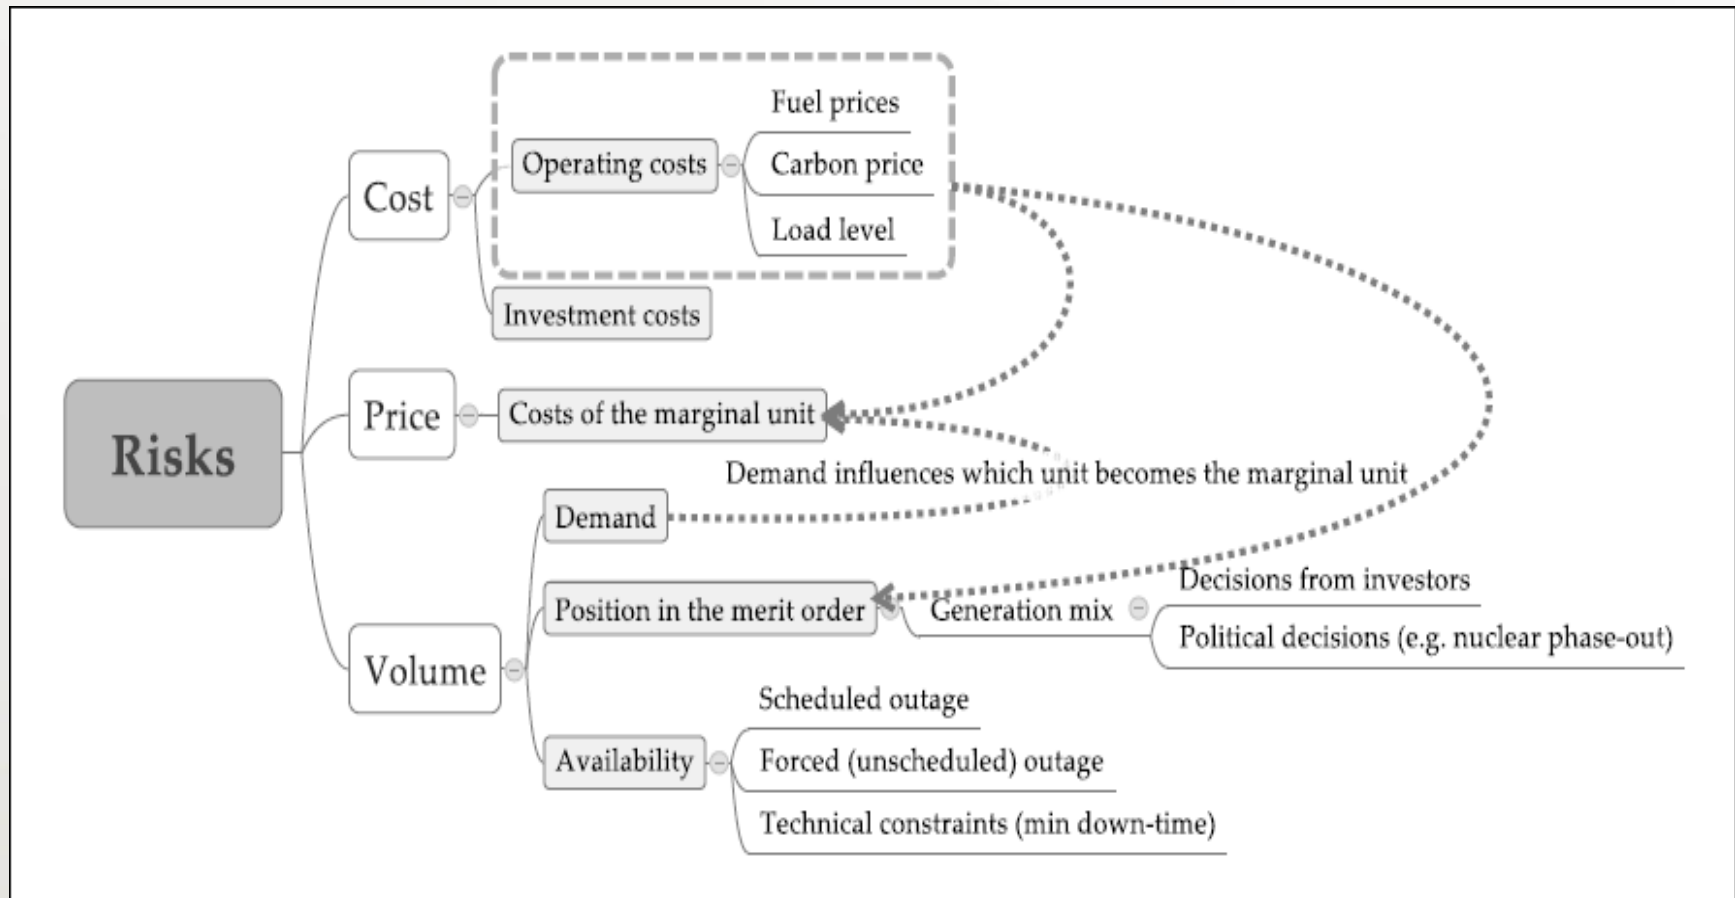 Risks
Cost
Operating costs
Fuel prices
Carbon price
Load level
Investment costs
Price
Costs of the marginal unit
Demand influences which unit becomes the marginal unit
Volume
Demand
Position in the merit order
Generation mix
Decisions from investors
Political decisions (e.g. nuclear phase-out)
Availability
Scheduled outage
Forced (unscheduled) outage
Technical constraints (min down-time)